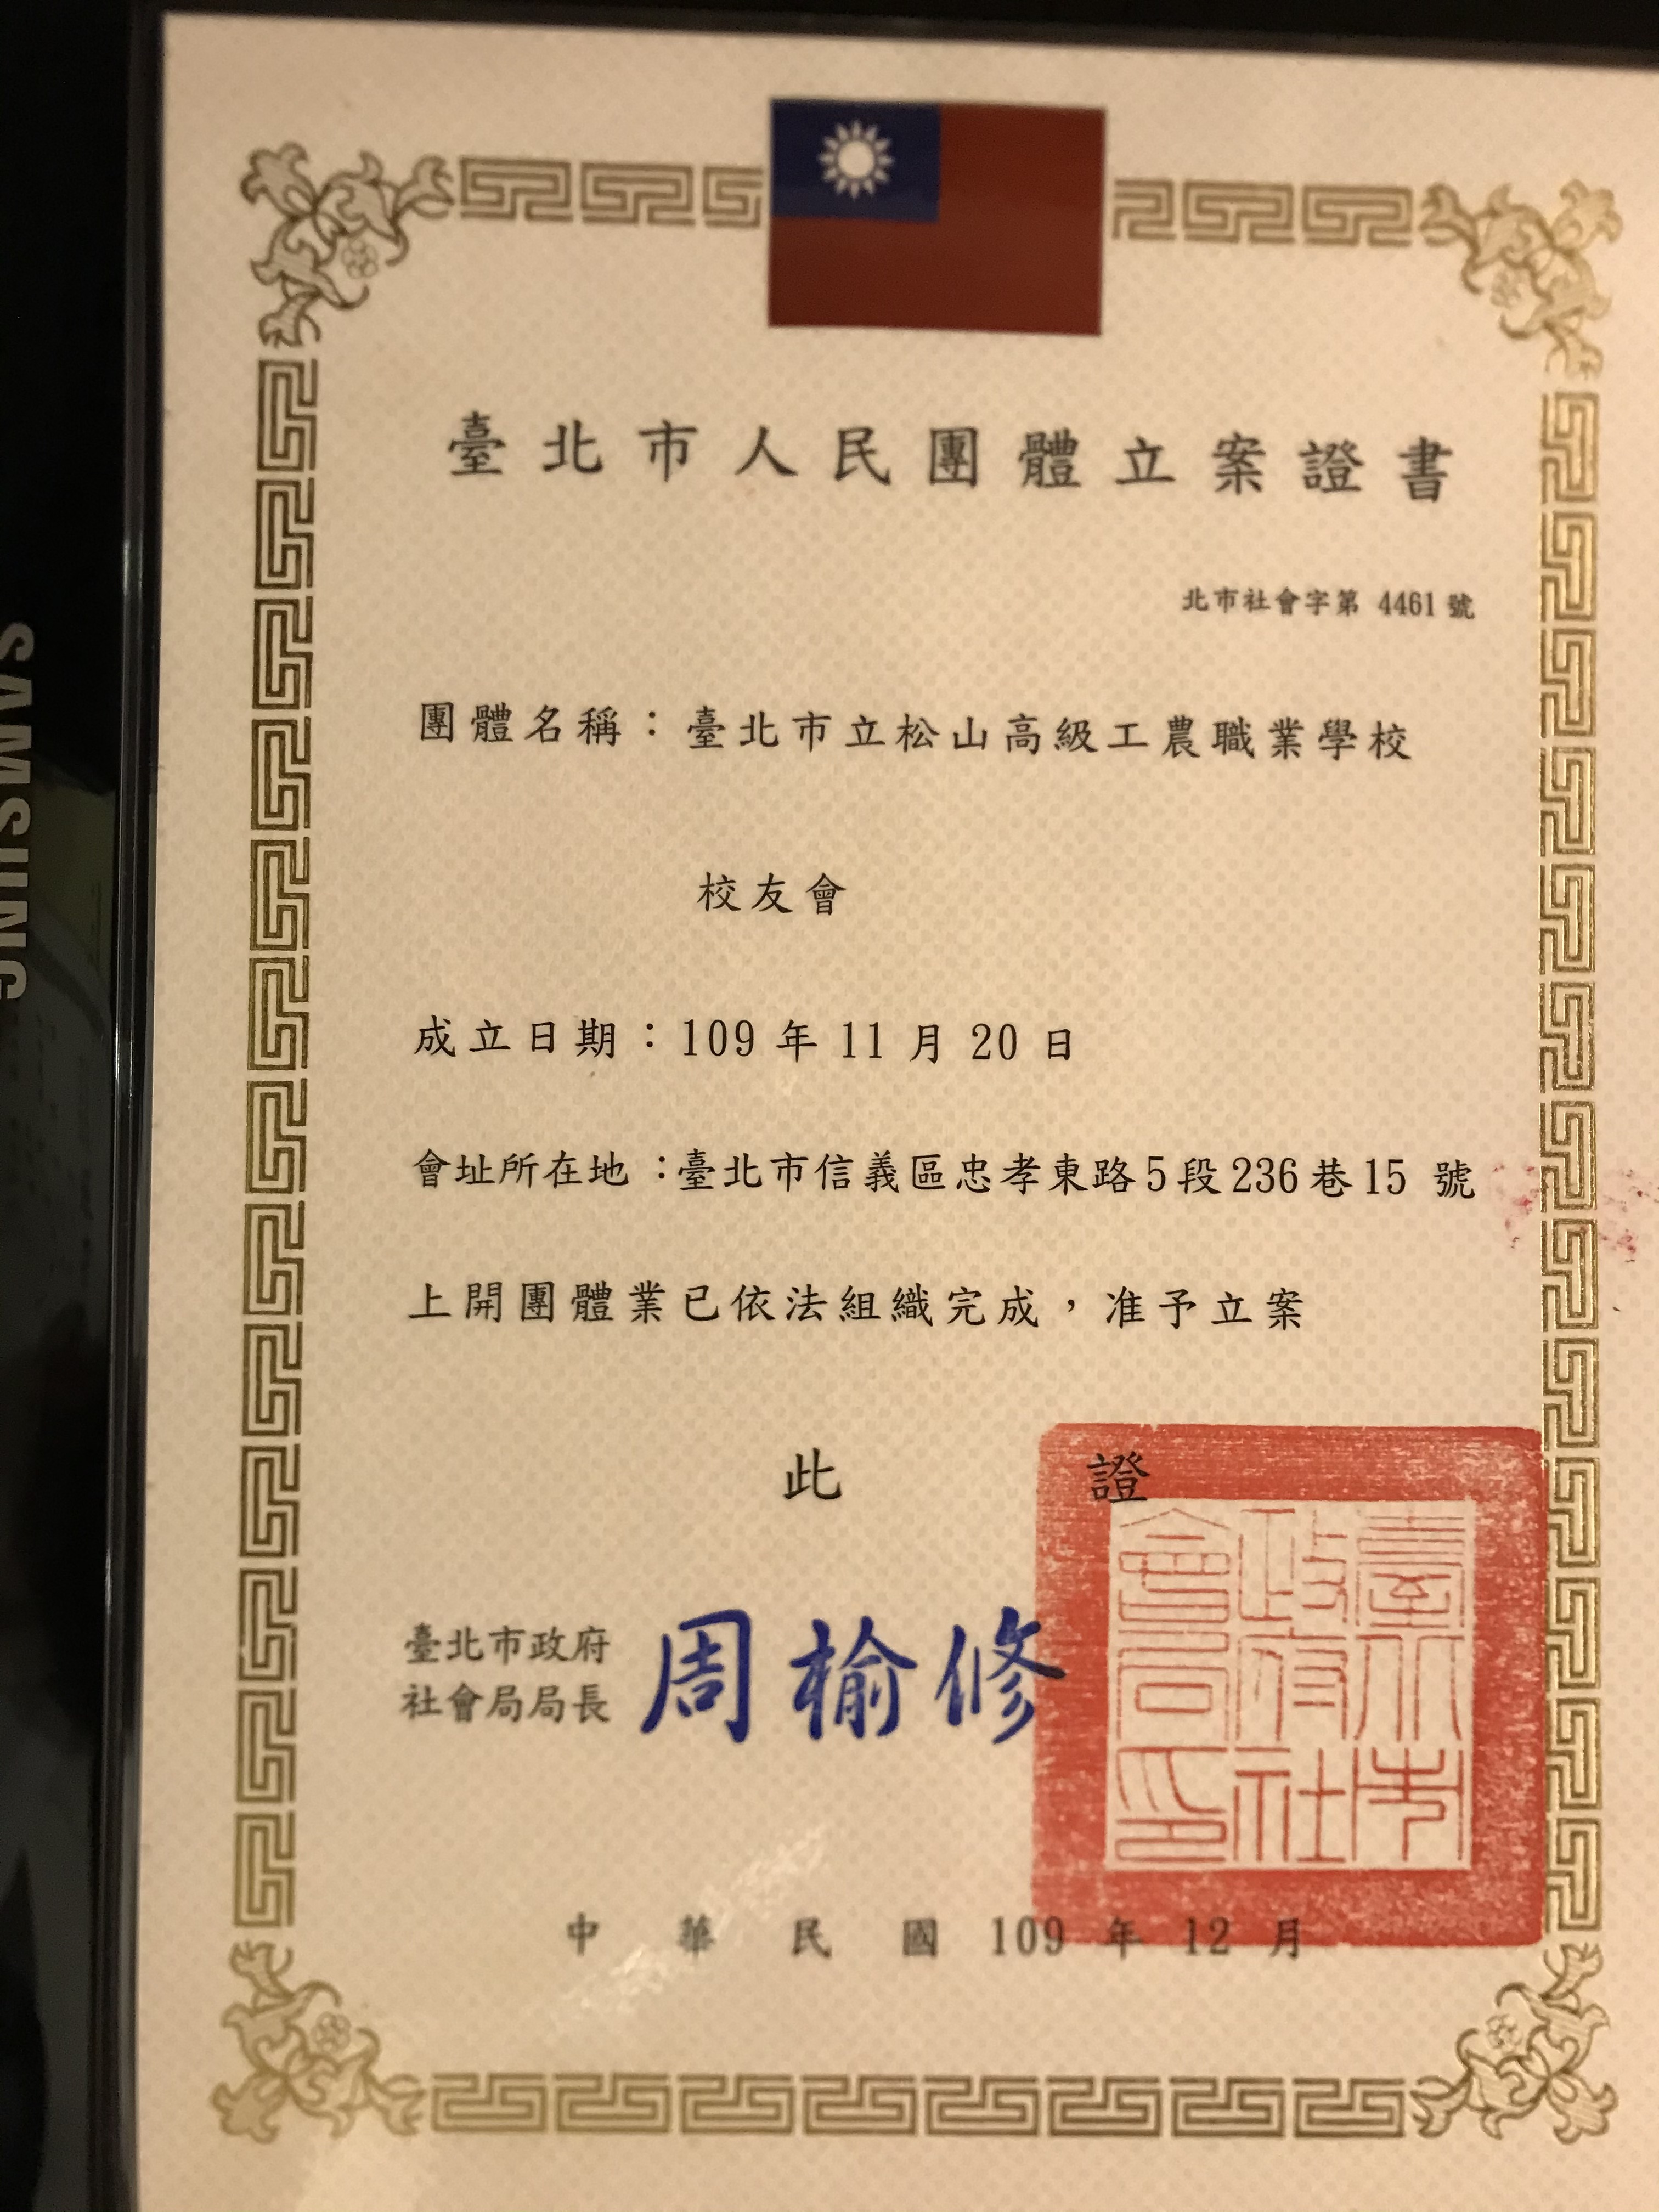 臺北市人民團體立案證書
北市社會字第 4461 號
團體名稱：臺北市立松山高級工農職業學校
校友會
成立日期：109 年 11 月 20 日
會址所在地：臺北市信義區忠孝東路5段236巷15 號
上開團體業已依法組織完成，准予立案
此 證
臺北市政府
社會局局長
周榆修
臺北市
政府社
會局印
中 華 民 國 109 年 12 月
SAMSUNG